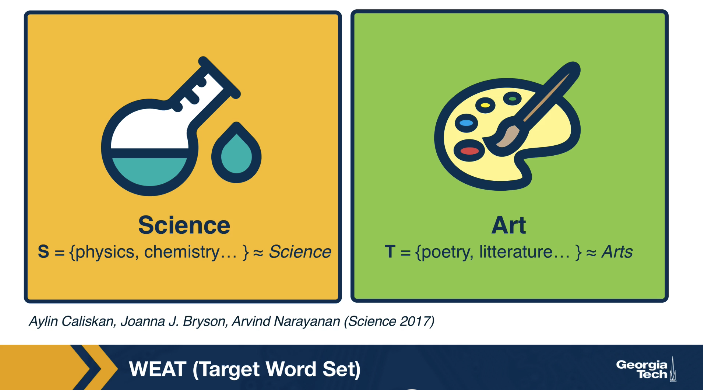 Science
S = {physics, chemistry… } ≈ Science
Art
T = {poetry, litterature… } ≈ Arts
Aylin Caliskan, Joanna J. Bryson, Arvind Narayanan (Science 2017)
WEAT (Target Word Set)
Georgia
Tech